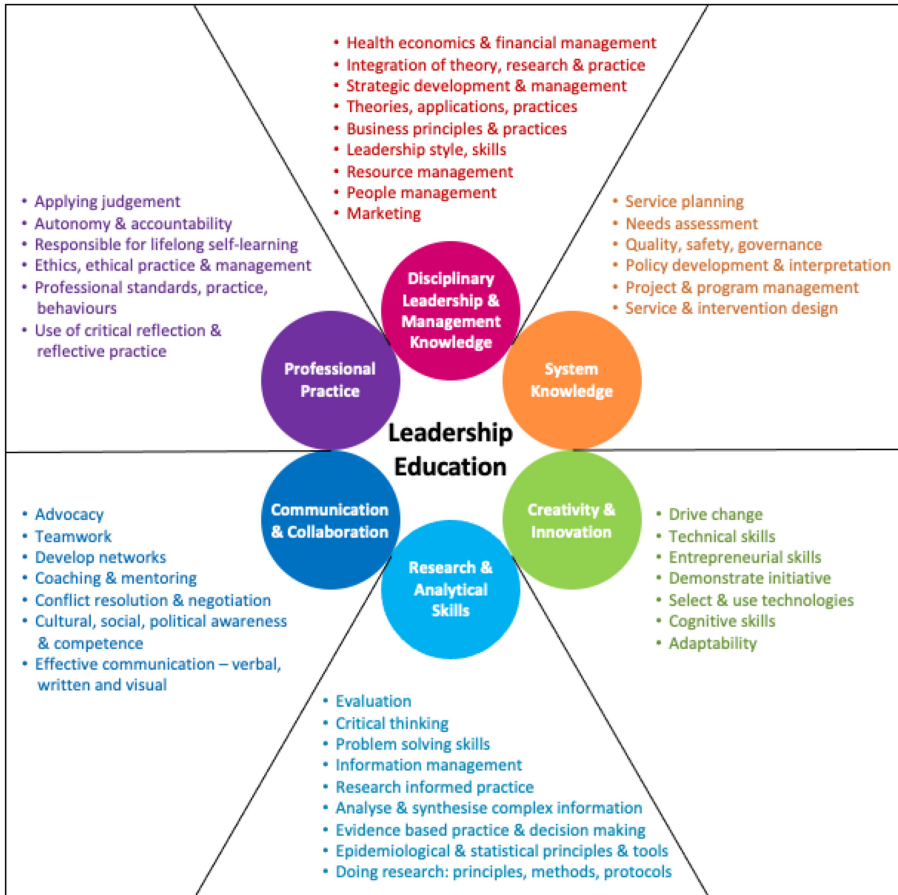 • Health economics & financial management
• Integration of theory, research & practice
• Strategic development & management
• Theories, applications, practices
• Business principles & practices
• Leadership style, skills
• Resource management
• People management
• Marketing
• Applying judgement
• Autonomy & accountability
• Responsible for lifelong self-learning
• Ethics, ethical practice & management
• Professional standards, practice,
behaviours
• Use of critical reflection &
reflective practice
• Service planning
• Needs assessment
• Quality, safety, governance
• Policy development & interpretation
• Project & program management
• Service & intervention design
Disciplinary
Leadership &
Management
Knowledge
Professional
Practice
System
Knowledge
Leadership
Education
Communication
& Collaboration
Creativity &
Innovation
Research &
Analytical
Skills
• Advocacy
• Teamwork
• Develop networks
• Coaching & mentoring
• Conflict resolution & negotiation
• Cultural, social, political awareness
& competence
• Effective communication – verbal,
written and visual
• Drive change
• Technical skills
• Entrepreneurial skills
• Demonstrate initiative
• Select & use technologies
• Cognitive skills
• Adaptability
• Evaluation
• Critical thinking
• Problem solving skills
• Information management
• Research informed practice
• Analyse & synthesise complex information
• Evidence based practice & decision making
• Epidemiological & statistical principles & tools
• Doing research: principles, methods, protocols